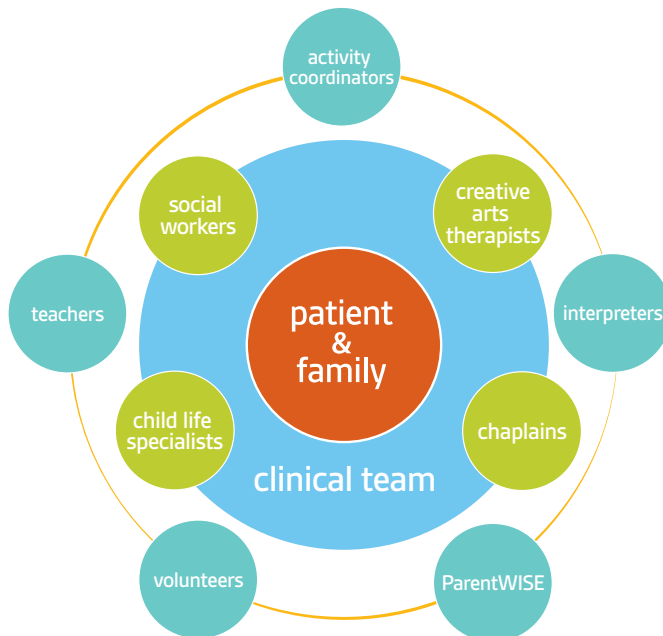 activity
coordinators
social
workers
creative
arts
therapists
teachers
patient
&
family
interpreters
child life
specialists
chaplains
clinical team
volunteers
ParentWISE